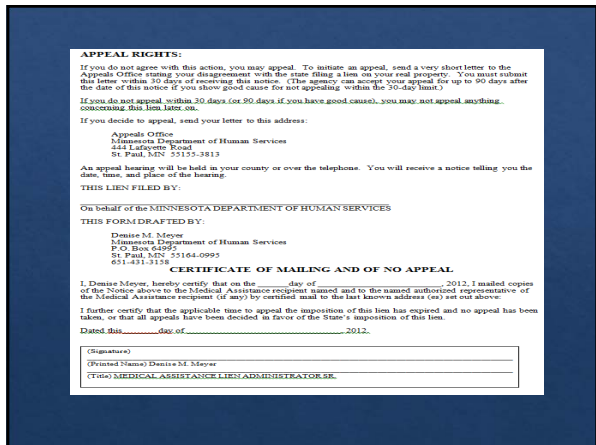 APPEAL RIGHTS:
If you do not agree with this action, you may appeal. To initiate an appeal, send a very short letter to the
Appeals Office stating your disagreement with the state filing a lien on your real property. You must submit
this letter within 30 days of receiving this notice. (The agency can accept your appeal for up to 90 days after
the date of this notice if you show good cause for not appealing within the 30-day limit.)
If you do not appeal within 30 days (or 90 days if you have good cause), you may not appeal anything
concerning this lien later on.
If you decide to appeal, send your letter to this address:
Appeals Office
Minnesota Department of Human Services
444 Lafayette Road
St. Paul, MN 55155-3813
An appeal hearing will be held in your county or over the telephone. You will receive a notice telling you the
date, time, and place of the hearing.
THIS LIEN FILED BY:
On behalf of the MINNESOTA DEPARTMENT OF HUMAN SERVICES
THIS FORM DRAFTED BY:
Denise M. Meyer
Minnesota Department of Human Services
P.O. Box 64995
St. Paul, MN 55164-0995
651-431-3158
CERTIFICATE OF MAILING AND OF NO APPEAL
I, Denise Meyer, hereby certify that on the ______day of ______________________, 2012, I mailed copies
of the Notice above to the Medical Assistance recipient named and to the named authorized representative of
the Medical Assistance recipient (if any) by certified mail to the last known address (es) set out above:
I further certify that the applicable time to appeal the imposition of this lien has expired and no appeal has been
taken, or that all appeals have been decided in favor of the State's imposition of this lien.
Dated this______day of __________________________, 2012.
(Signature)
(Printed Name) Denise M. Meyer
(Title) MEDICAL ASSISTANCE LIEN ADMINISTRATOR SR.